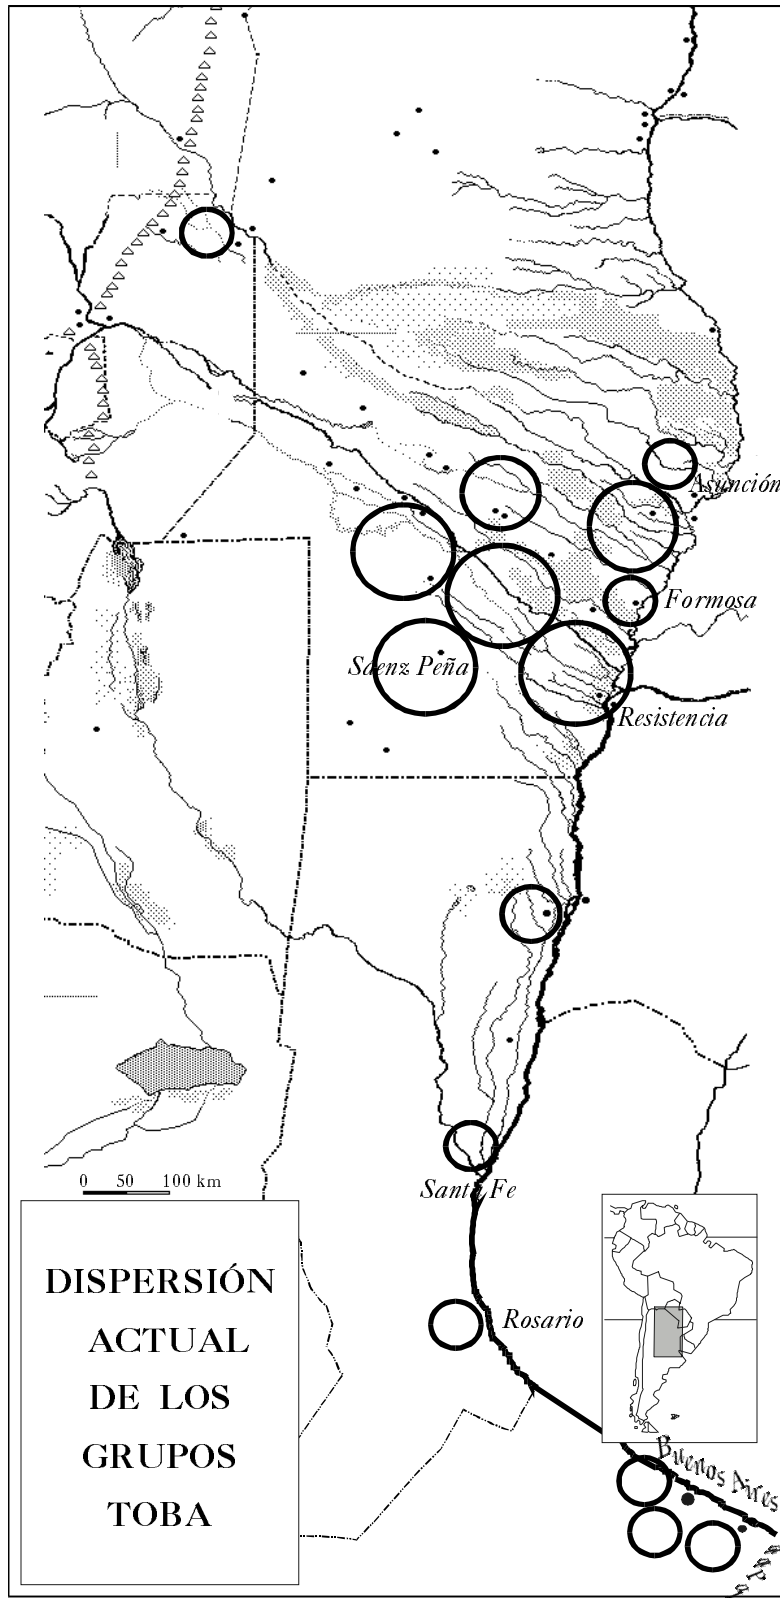 Asunción
Formosa
Saenz Peña
Resistencia
0 50 100 km
Santa Fe
Rosario
DISPERSIÓN
ACTUAL
DE LOS
GRUPOS
TOBA
Buenos Aires